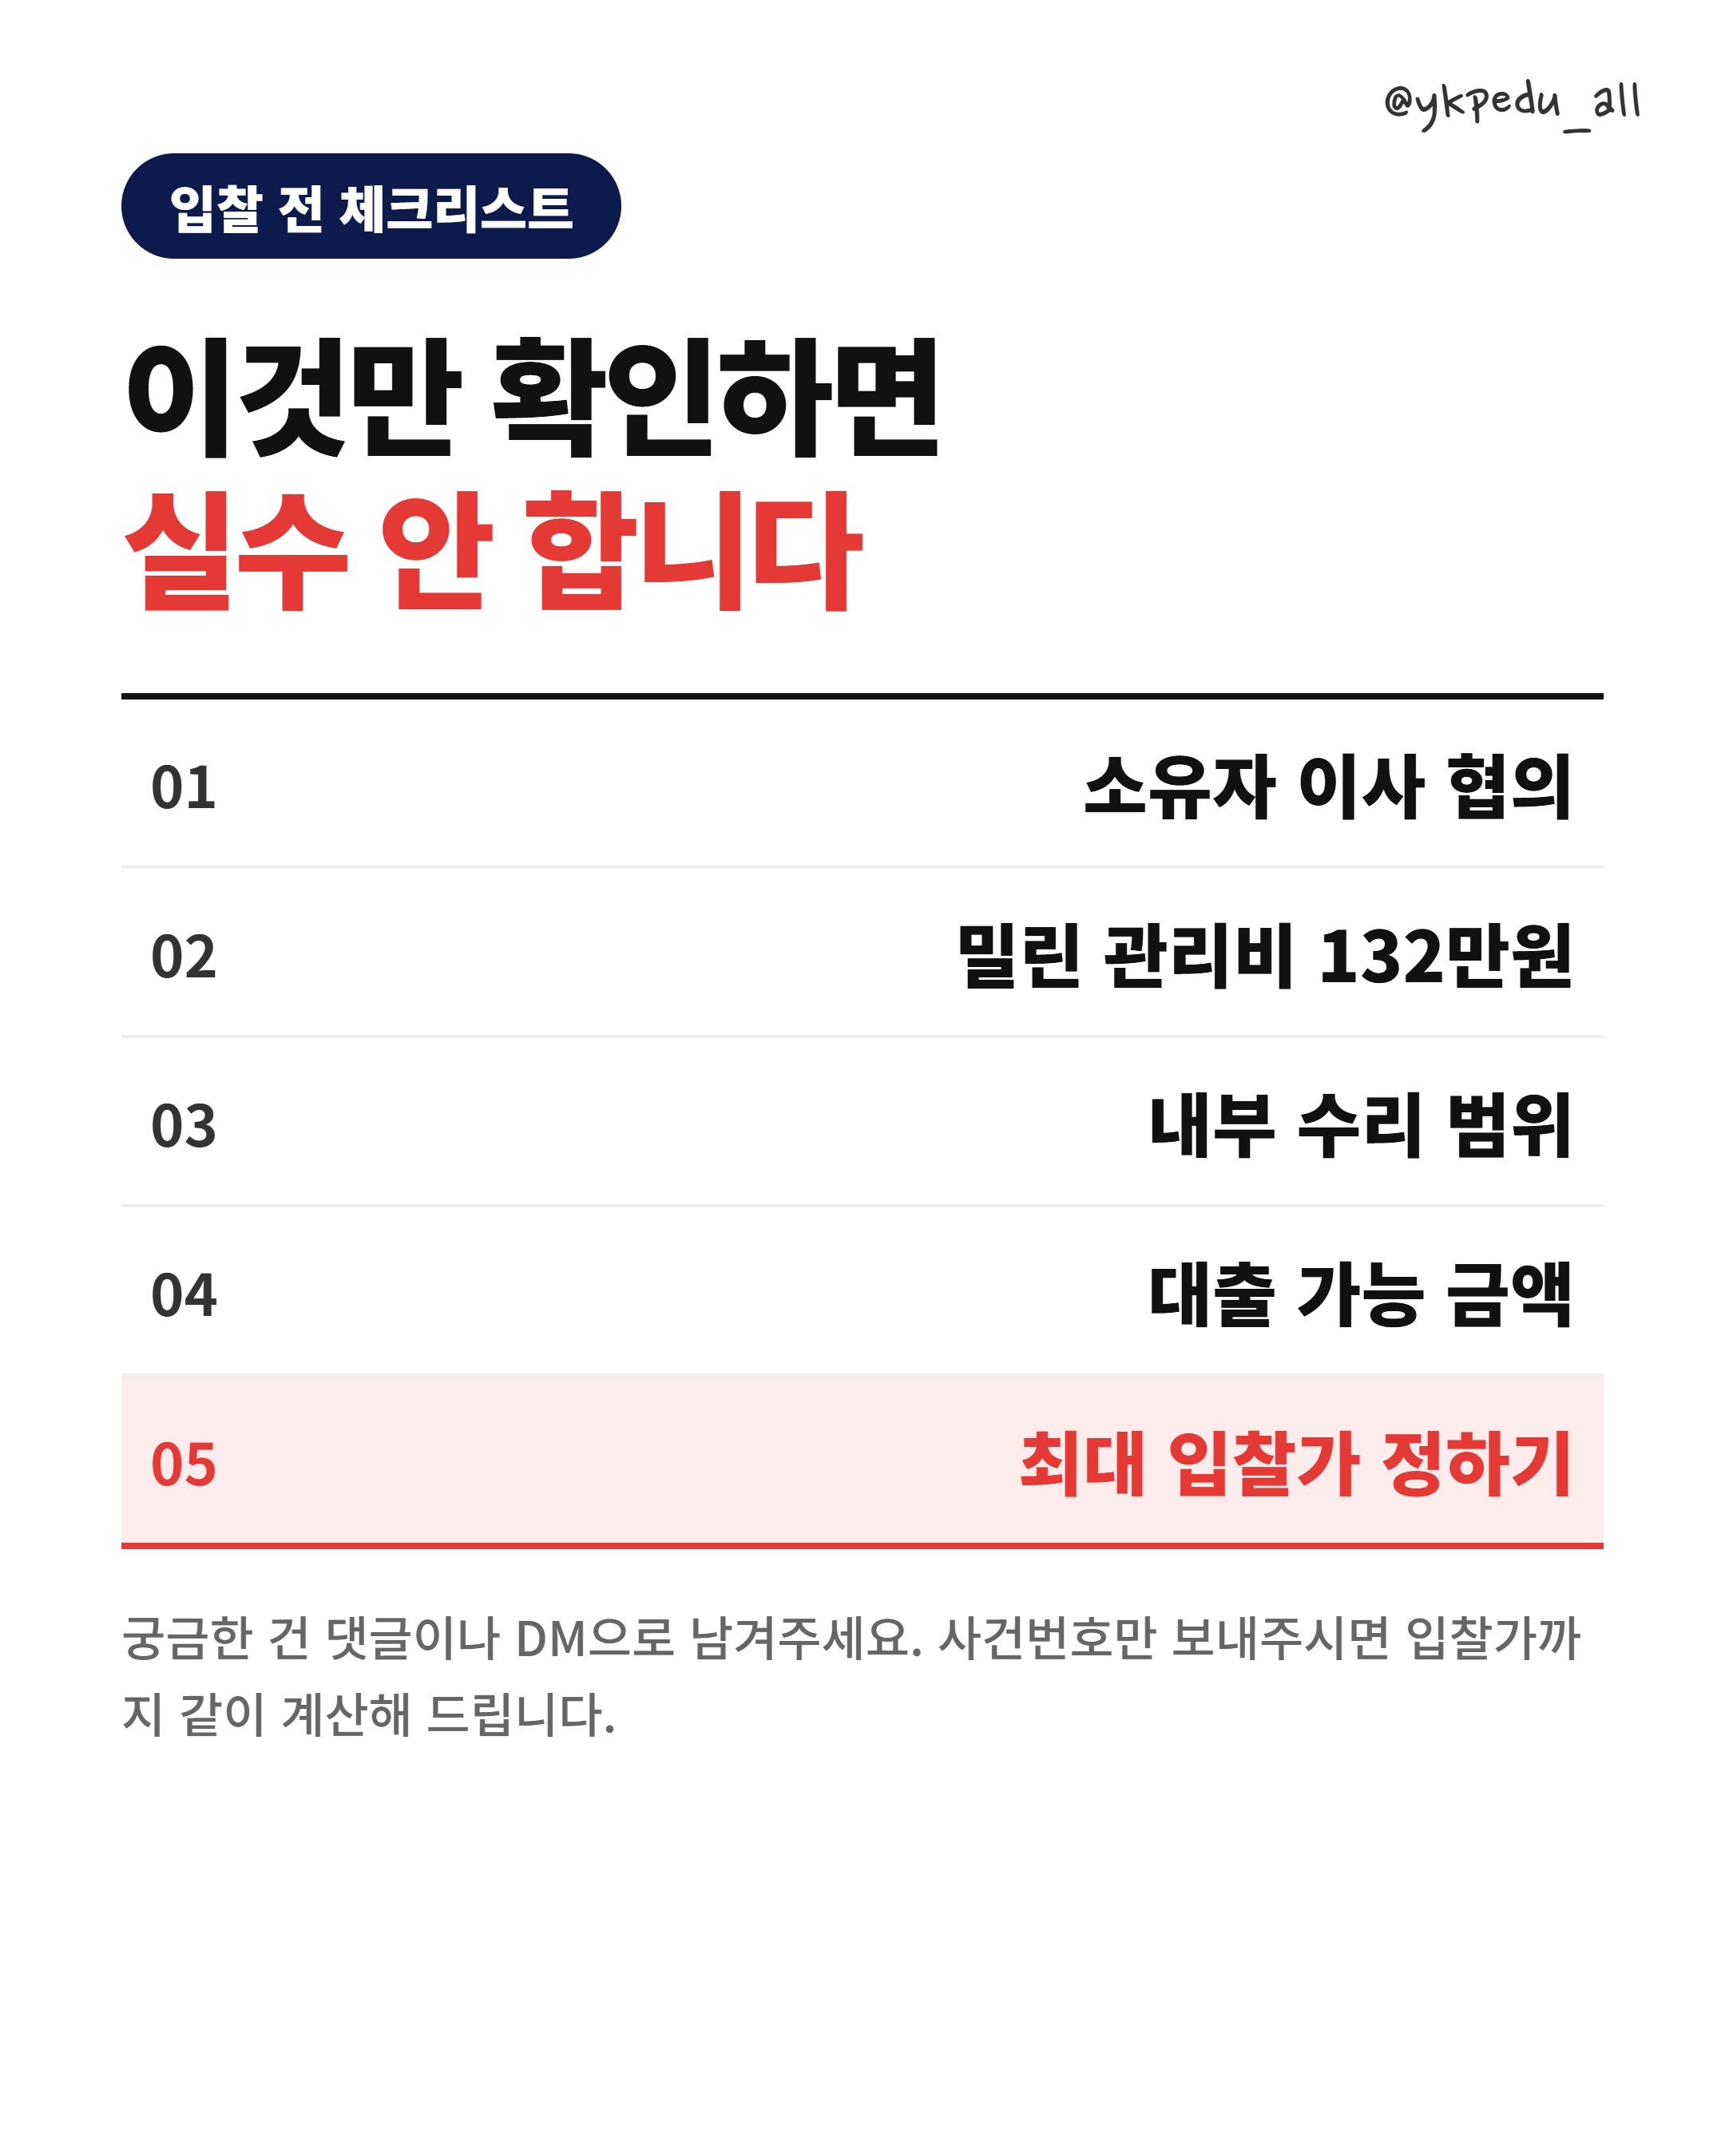 @ykpedu_all
입찰 전 체크리스트
이것만 확인하면
실수 안 합니다
01 소유자 이사 협의
02 밀린 관리비 132만원
03 내부 수리 범위
04 대출 가능 금액
05 최대 입찰가 정하기
궁금한 건 댓글이나 DM으로 남겨주세요. 사건번호만 보내주시면 입찰가까
지 같이 계산해 드립니다.